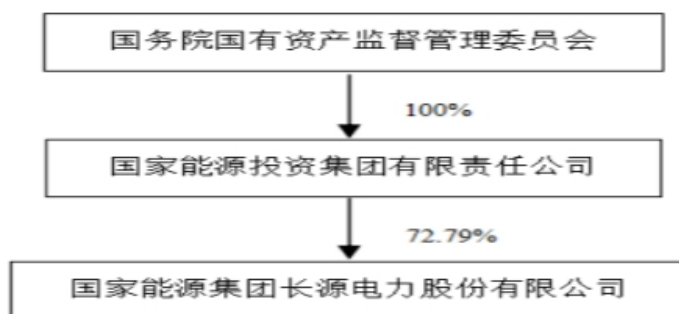 国务院国有资产监督管理委员会
100%
国家能源投资集团有限责任公司
72.79%
国家能源集团长源电力股份有限公司